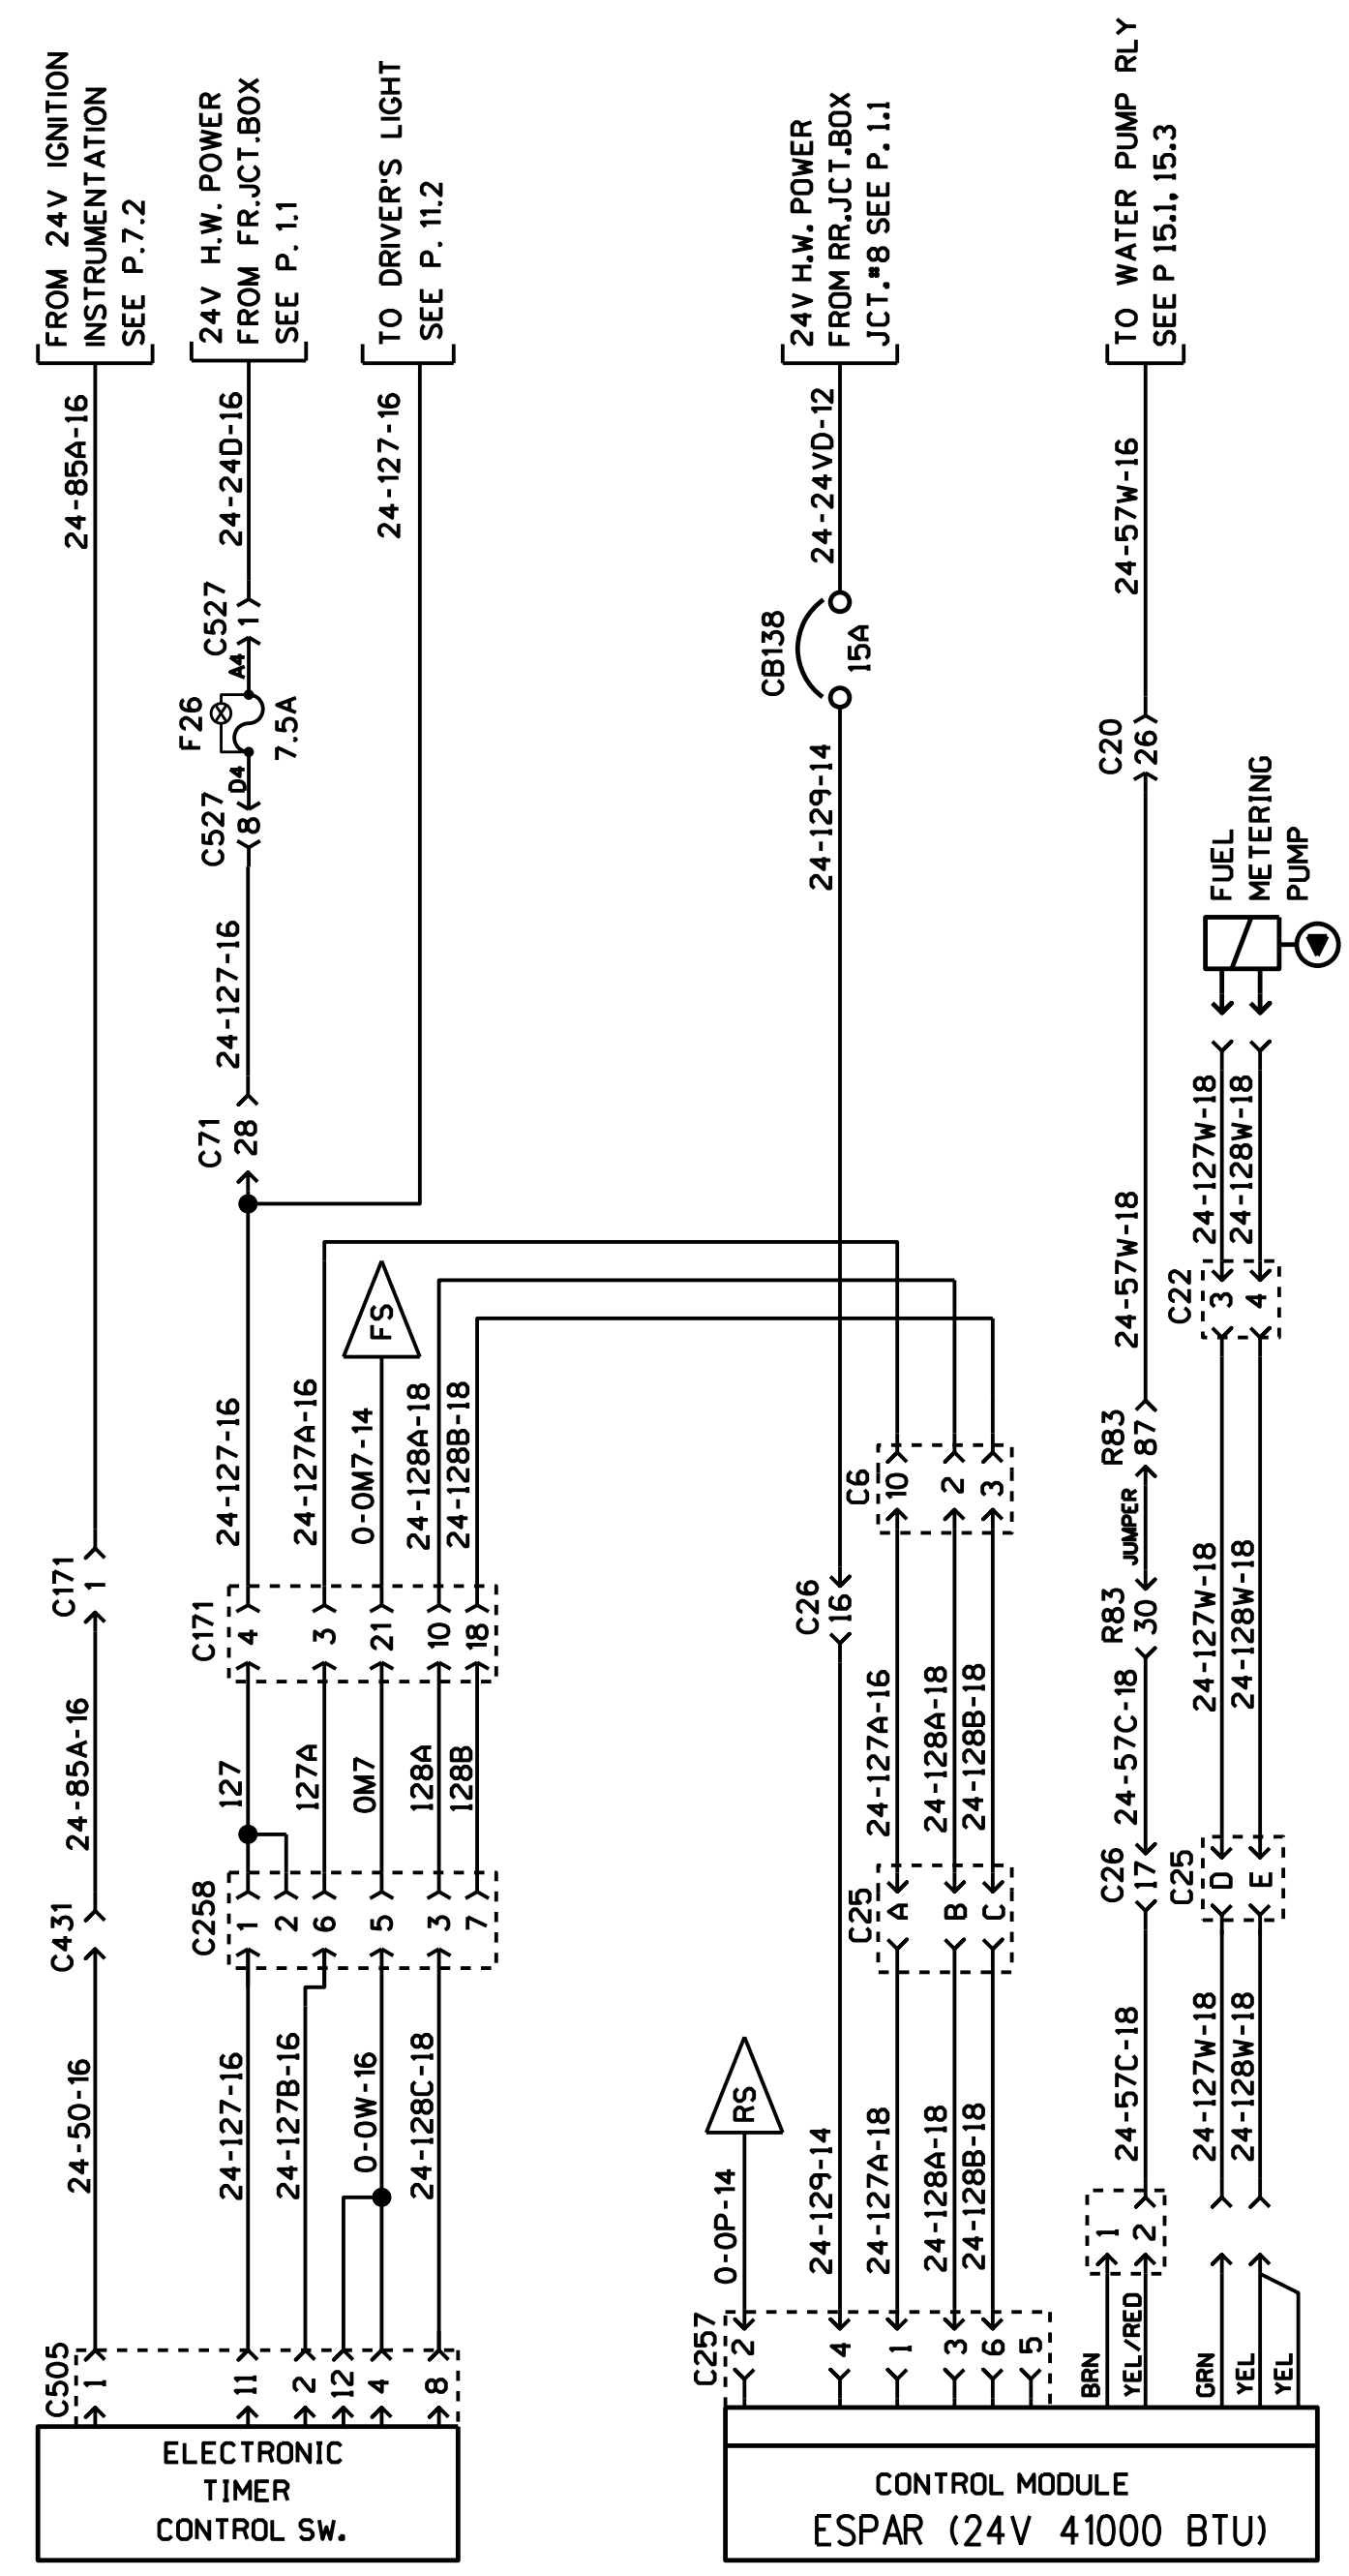 FROM 24V IGNITION
INSTRUMENTATION
SEE P.7.2
24-85A-16
C171
1
24-85A-16
C431
24-50-16
C505
1
24V H.W. POWER
FROM FR.JCT.BOX
SEE P. 1.1
24-24D-16
C527
1
A4
F26
7.5A
D4
C527
8
24-127-16
C71
28
TO DRIVER'S LIGHT
SEE P. 11.2
24-127-16
24-127-16
24-127A-16
FS
0-0M7-14
24-128A-18
24-128B-18
C171
4
3
21
10
18
127
127A
0M7
128A
128B
C258
1
2
6
5
3
7
24-127-16
24-127B-16
0-0W-16
24-128C-18
11
2
12
4
8
ELECTRONIC
TIMER
CONTROL SW.
24V H.W. POWER
FROM RR.JCT.BOX
JCT.#8 SEE P. 1.1
24-24VD-12
CB138
15A
24-129-14
C26
16
C6
10
2
3
24-127A-16
24-128A-18
24-128B-18
C25
A
B
C
RS
0-0P-14
24-129-14
24-127A-18
24-128A-18
24-128B-18
C257
2
4
1
3
6
5
TO WATER PUMP RLY
SEE P 15.1, 15.3
24-57W-16
C20
26
24-57W-18
R83
87
JUMPER
R83
30
24-57C-18
C26
17
24-57C-18
1
2
BRN
YEL/RED
FUEL
METERING
PUMP
24-127W-18
24-128W-18
C22
3
4
24-127W-18
24-128W-18
C25
D
E
24-127W-18
24-128W-18
GRN
YEL
YEL
CONTROL MODULE
ESPAR (24V 41000 BTU)